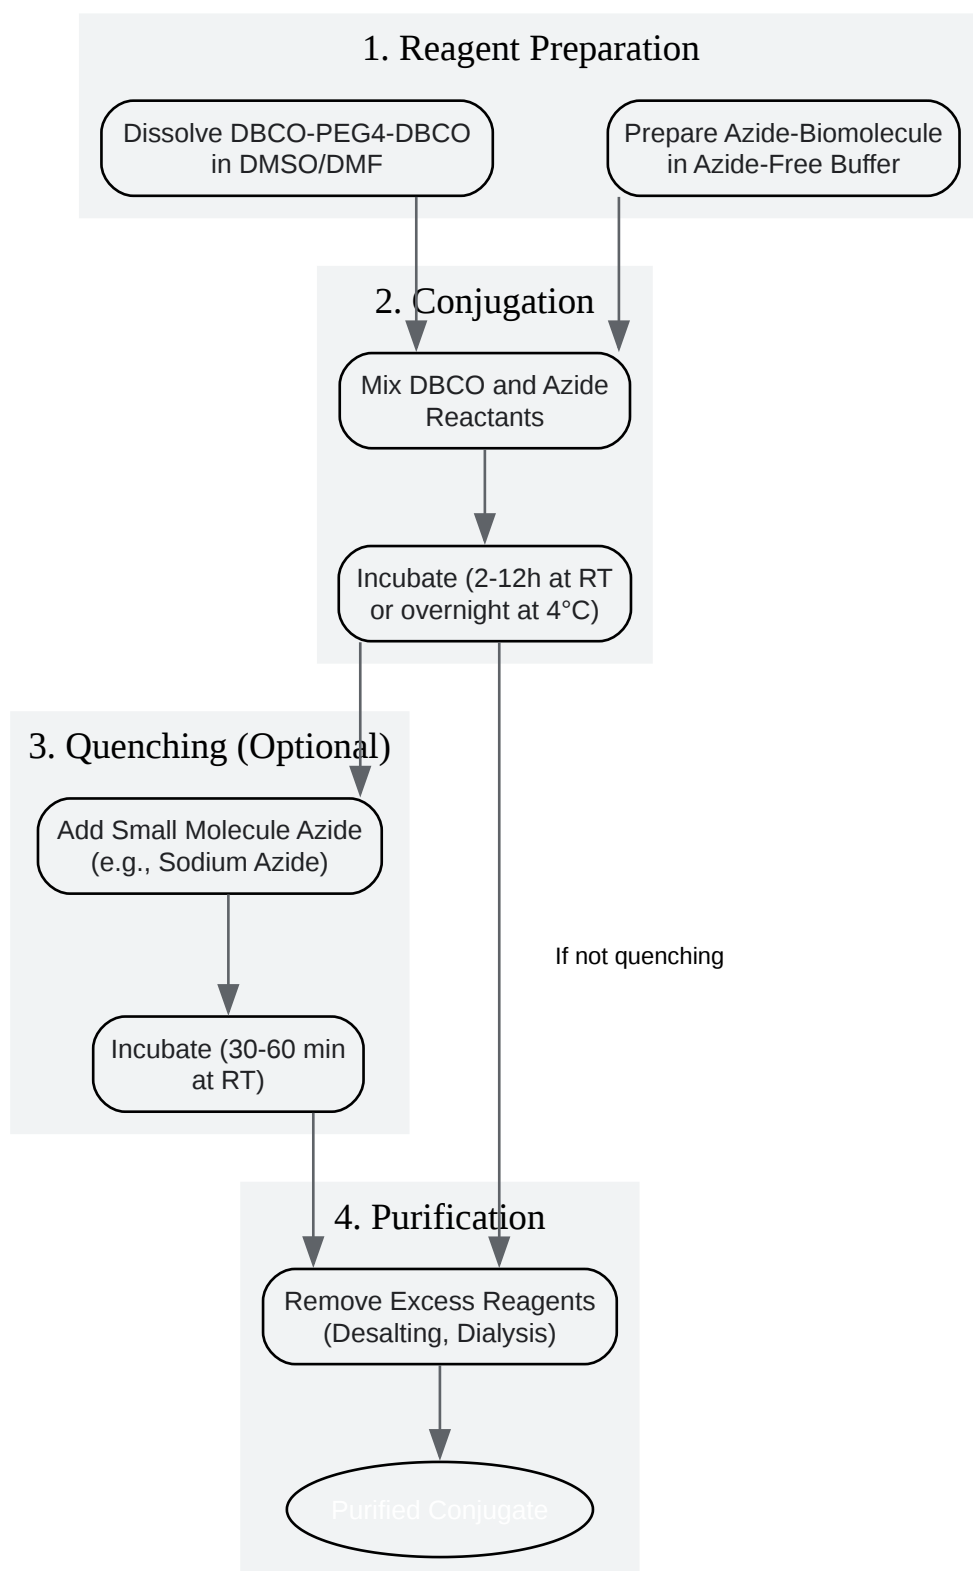 1. Reagent Preparation
Dissolve DBCO-PEG4-DBCO
in DMSO/DMF
Prepare Azide-Biomolecule
in Azide-Free Buffer
2. Conjugation
Mix DBCO and Azide
Reactants
Incubate (2-12h at RT
or overnight at 4°C)
3. Quenching (Optional)
Add Small Molecule Azide
(e.g., Sodium Azide)
If not quenching
Incubate (30-60 min
at RT)
4. Purification
Remove Excess Reagents
(Desalting, Dialysis)
Purified Conjugate